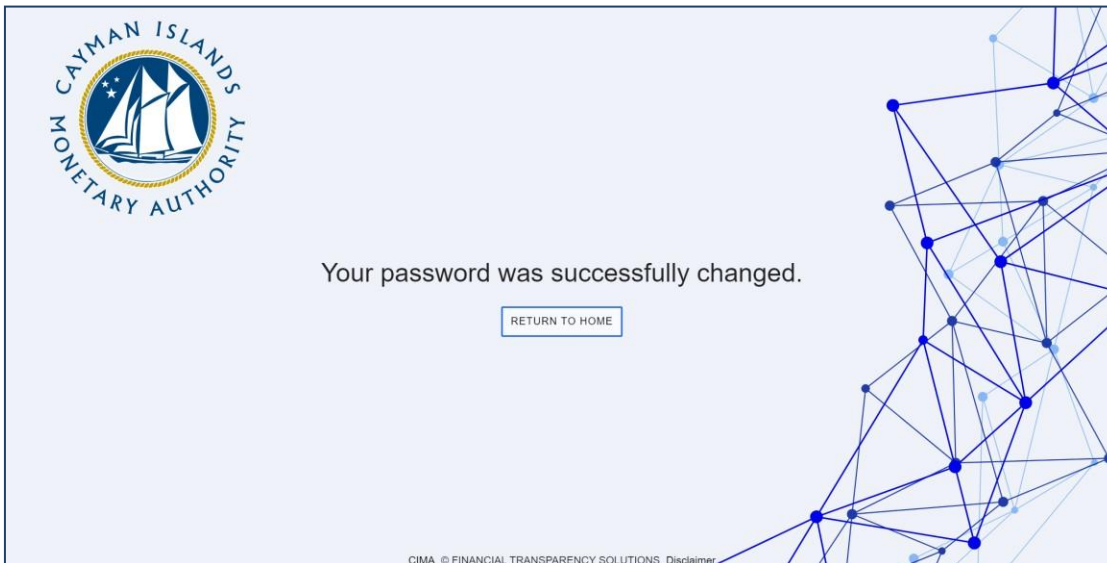 CAYMAN ISLANDS
MONETARY AUTHORITY
Your password was successfully changed.
RETURN TO HOME
CIMA © FINANCIAL TRANSPARENCY SOLUTIONS Disclaimer